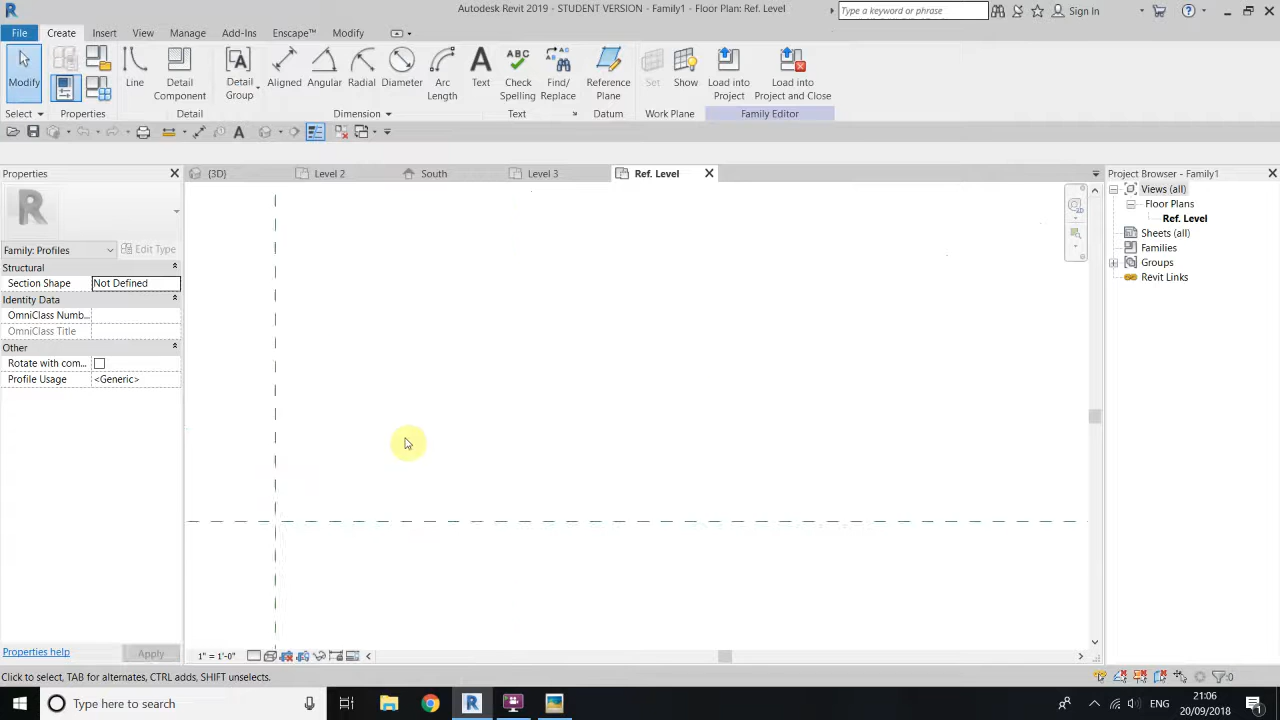 Autodesk Revit 2019 - STUDENT VERSION - Family1 - Floor Plan: Ref. Level
Type a keyword or phrase
Sign In
File Create Insert View Manage Add-Ins Enscape™ Modify
Modify
Line
Detail Component
Detail Group
Aligned
Angular
Radial
Diameter
Arc Length
Text
Check Spelling
Find/ Replace
Reference Plane
Set
Show
Load into Project
Load into Project and Close
Select Properties Detail Dimension Text Datum Work Plane Family Editor
Properties
{3D} Level 2 South Level 3 Ref. Level
Project Browser - Family1
Family: Profiles Edit Type
Structural
Section Shape Not Defined
Identity Data
OmniClass Numb...
OmniClass Title
Other
Rotate with com...
Profile Usage <Generic>
Views (all)
Floor Plans
Ref. Level
Sheets (all)
Families
Groups
Revit Links
Properties help Apply
1" = 1'-0"
Click to select, TAB for alternates, CTRL adds, SHIFT unselects.
:0
Type here to search
ENG
21:06
20/09/2018
1